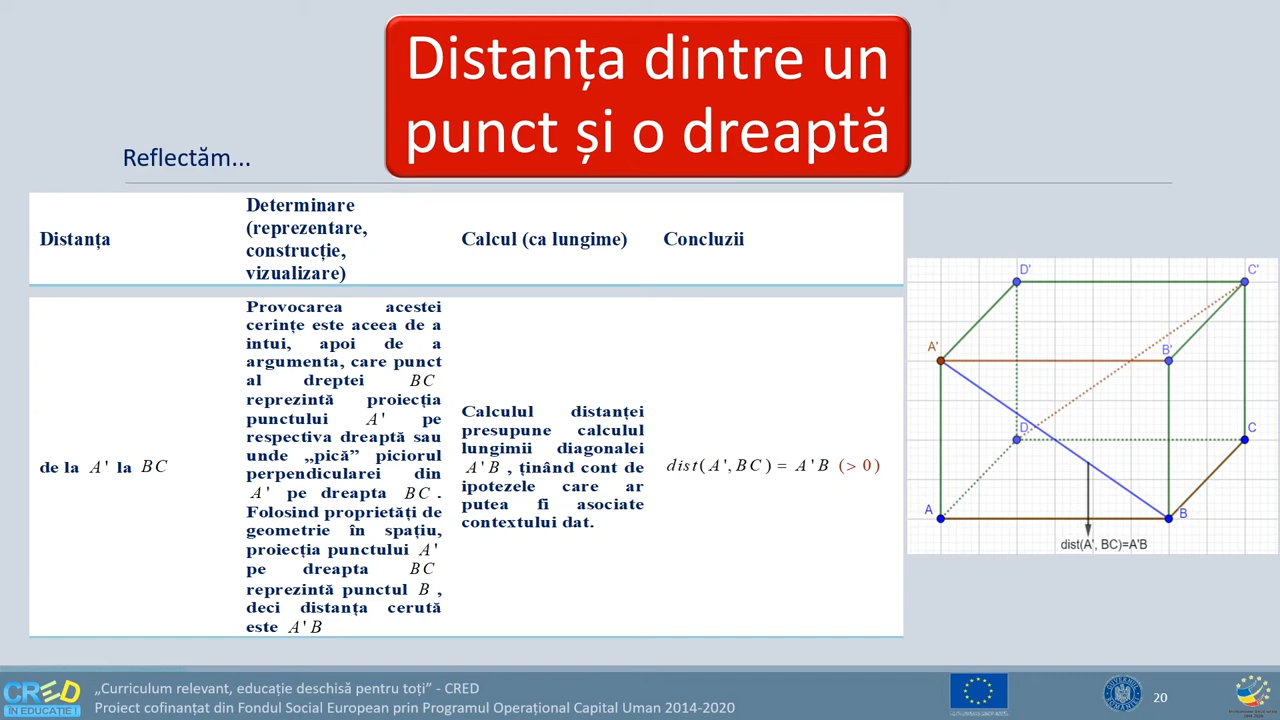 Distanța dintre un
punct și o dreaptă
Reflectăm...
Distanța
Determinare
(reprezentare,
construcție,
vizualizare)
Calcul (ca lungime)
Concluzii
de la A' la BC
Provocarea acestei
cerințe este aceea de a
intui, apoi de a
argumenta, care punct
al dreptei BC
reprezintă proiecția
punctului A' pe
respectiva dreaptă sau
unde „pică” piciorul
perpendicularei din
A' pe dreapta BC.
Folosind proprietăți de
geometrie în spațiu,
proiecția punctului A'
pe dreapta BC
reprezintă punctul B,
deci distanța cerută
este A'B
Calculul distanței
presupune calculul
lungimii diagonalei
A'B, ținând cont de
ipotezele care ar
putea fi asociate
contextului dat.
dist(A', BC) = A'B (> 0)
D'
C'
A'
B'
D
C
A
B
dist(A', BC)=A'B
CRED
ÎN EDUCAȚIE !
„Curriculum relevant, educație deschisă pentru toți” - CRED
Proiect cofinanțat din Fondul Social European prin Programul Operațional Capital Uman 2014-2020
20